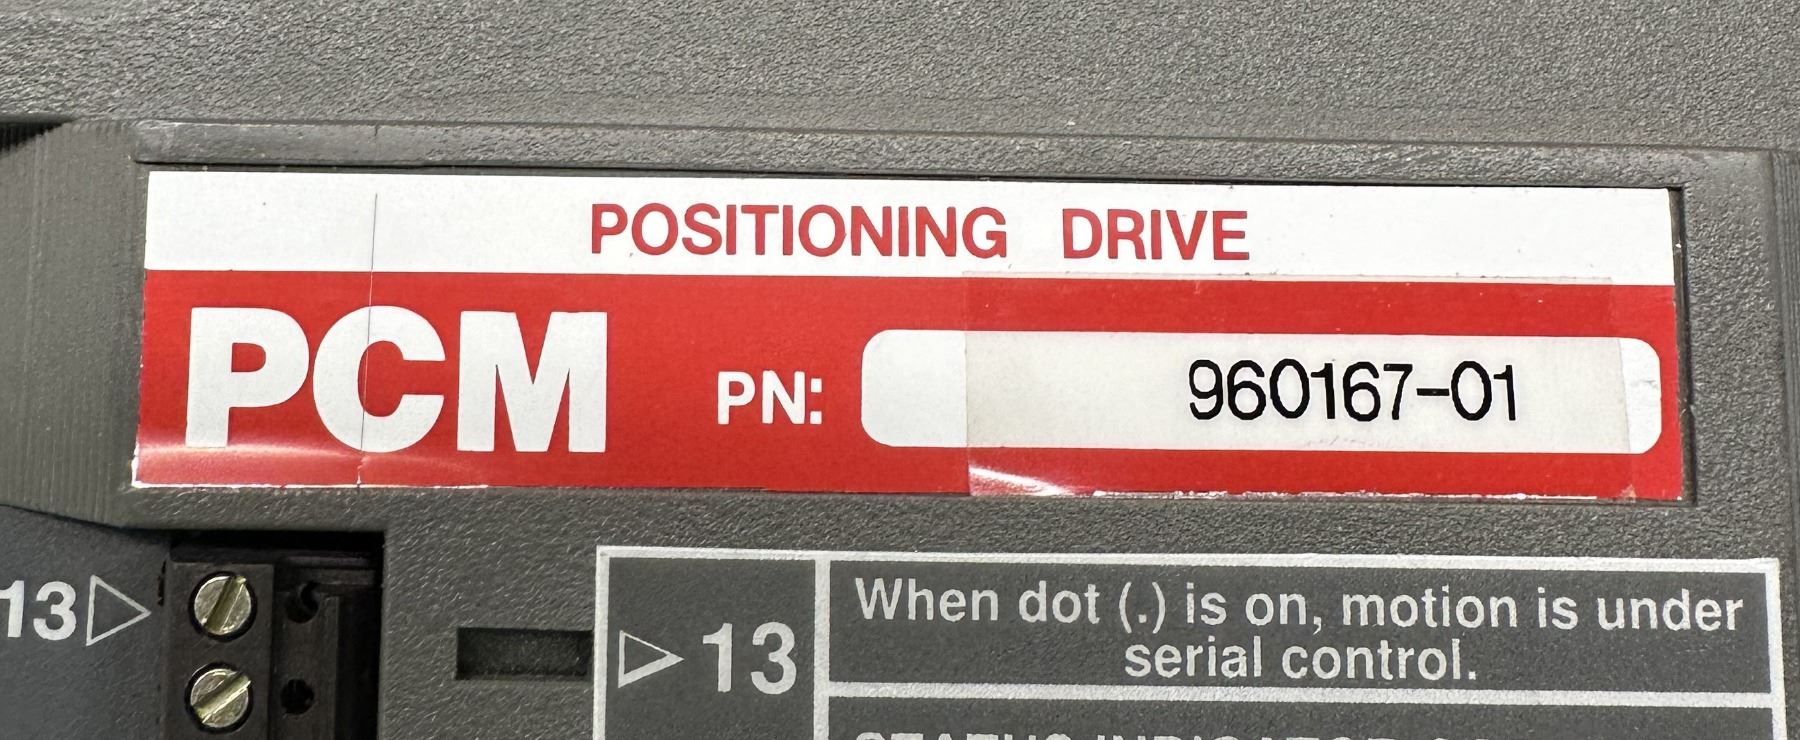 POSITIONING DRIVE
PCM PN: 960167-01
13
13
When dot (.) is on, motion is under
serial control.